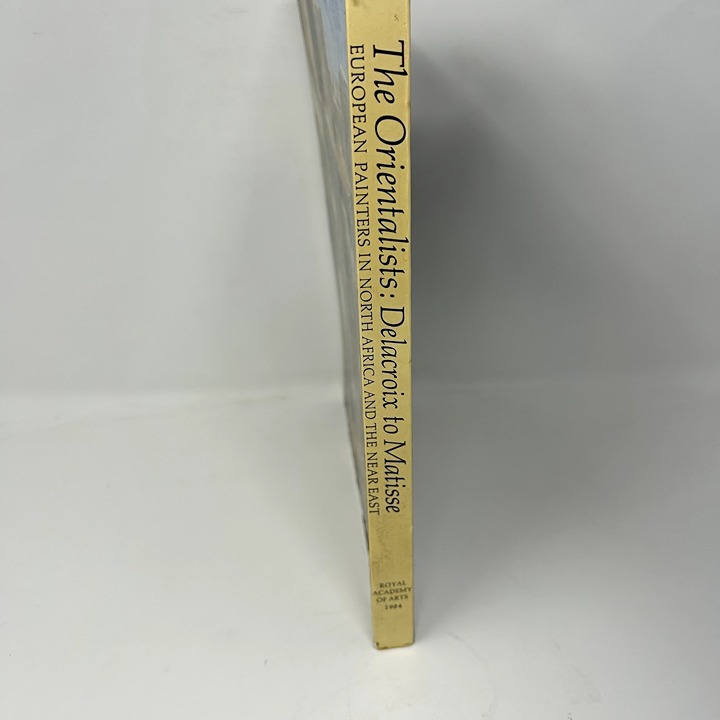 The Orientalists: Delacroix to Matisse
EUROPEAN PAINTERS IN NORTH AFRICA AND THE NEAR EAST
ROYAL
ACADEMY
OF ARTS
1984